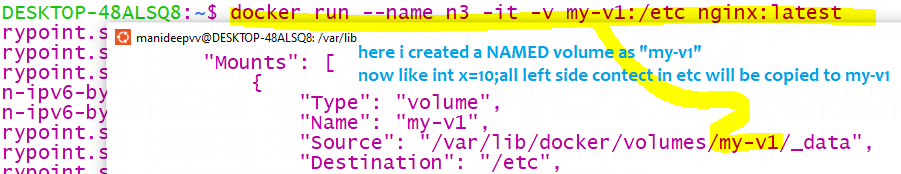 DESKTOP-48ALSQ8:~$ docker run --name n3 -it -v my-v1:/etc nginx:latest
rypoint.s
manideepvv@DESKTOP-48ALSQ8: /var/lib
rypoint.s
"Mounts": [
here i created a NAMED volume as "my-v1"
n-ipv6-by
{
now like int x=10;all left side contect in etc will be copied to my-v1
n-ipv6-by
"Type": "volume",
rypoint.s
"Name": "my-v1",
rypoint.s
"Source": "/var/lib/docker/volumes/my-v1/_data",
rypoint.s
"Destination": "/etc",